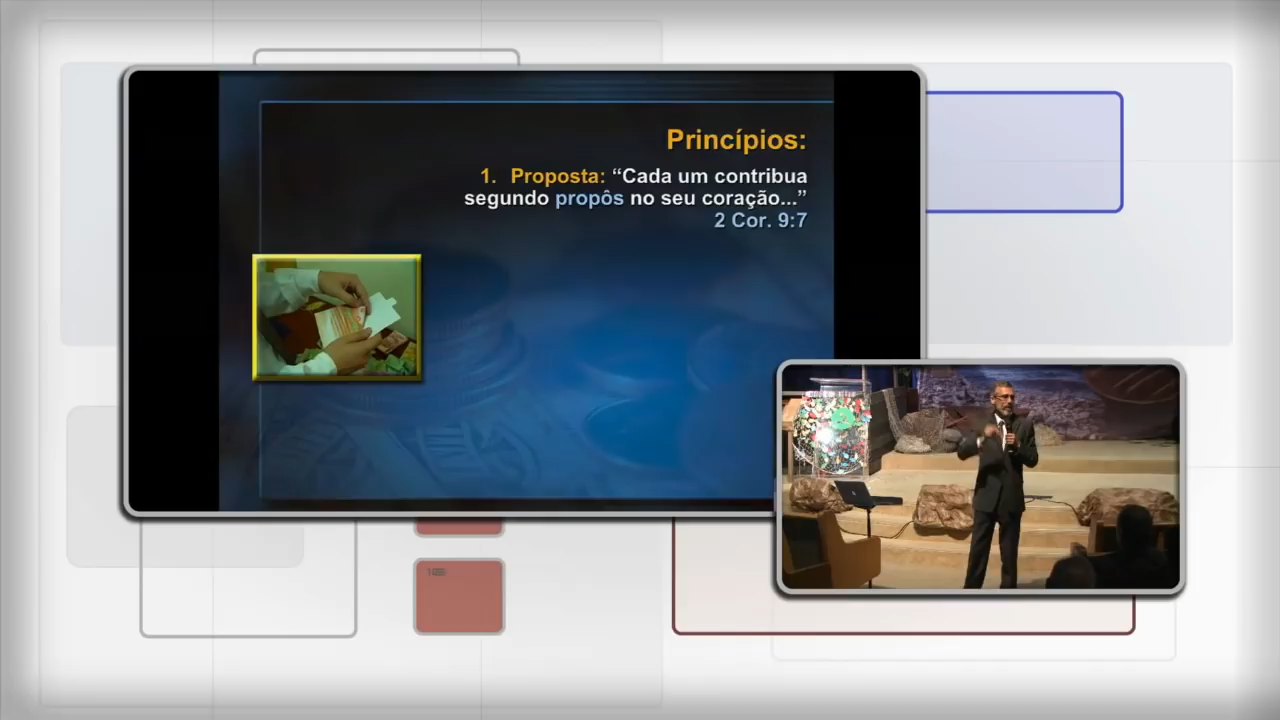 Princípios:
1. Proposta: “Cada um contribua
segundo propôs no seu coração...”
2 Cor. 9:7